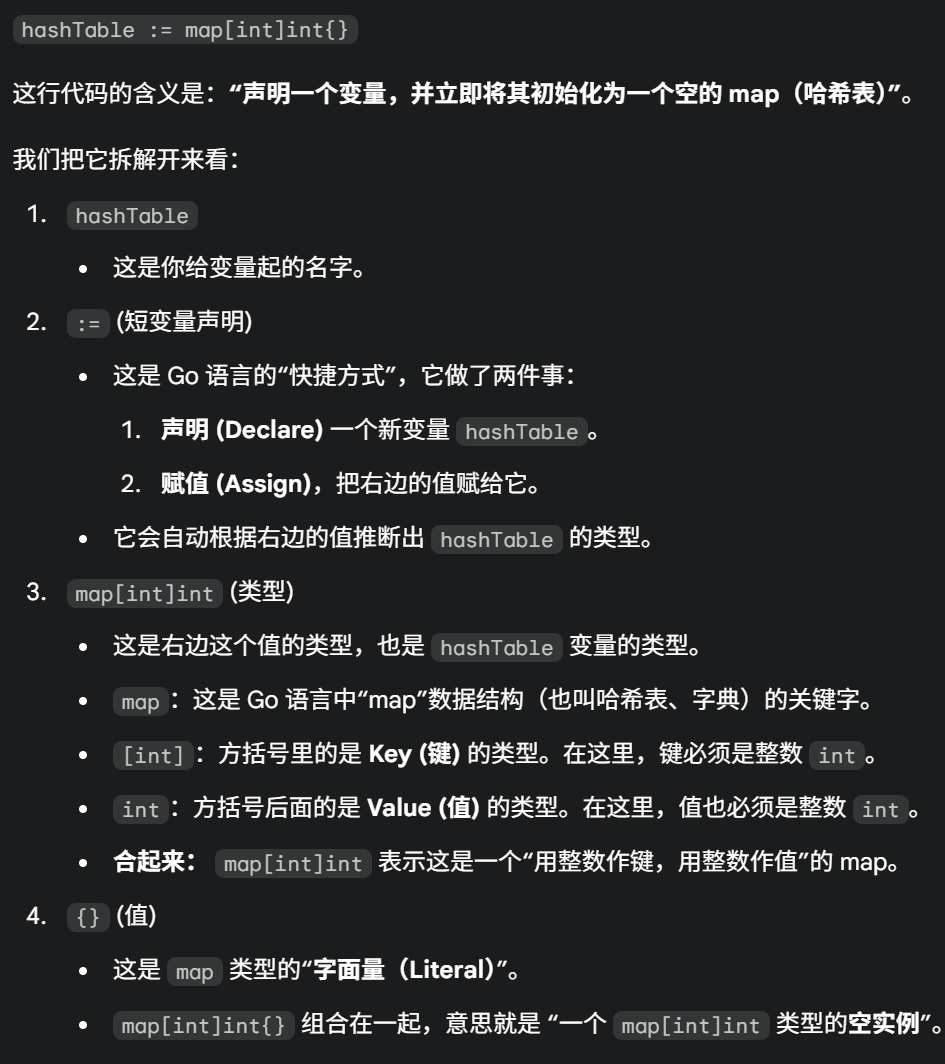 hashTable := map[int]int{}
这行代码的含义是：“声明一个变量，并立即将其初始化为一个空的 map（哈希表）”。
我们把它拆解开来看：
1. hashTable
• 这是你给变量起的名字。
2. := (短变量声明)
• 这是 Go 语言的“快捷方式”，它做了两件事：
1. 声明 (Declare) 一个新变量 hashTable。
2. 赋值 (Assign)，把右边的值赋给它。
• 它会自动根据右边的值推断出 hashTable 的类型。
3. map[int]int (类型)
• 这是右边这个值的类型，也是 hashTable 变量的类型。
• map：这是 Go 语言中“map”数据结构（也叫哈希表、字典）的关键字。
• [int]：方括号里的是 Key (键) 的类型。在这里，键必须是整数 int。
• int：方括号后面的是 Value (值) 的类型。在这里，值也必须是整数 int。
• 合起来： map[int]int 表示这是一个“用整数作键，用整数作值”的 map。
4. {} (值)
• 这是 map 类型的“字面量（Literal）”。
• map[int]int{} 组合在一起，意思就是 “一个 map[int]int 类型的空实例”。